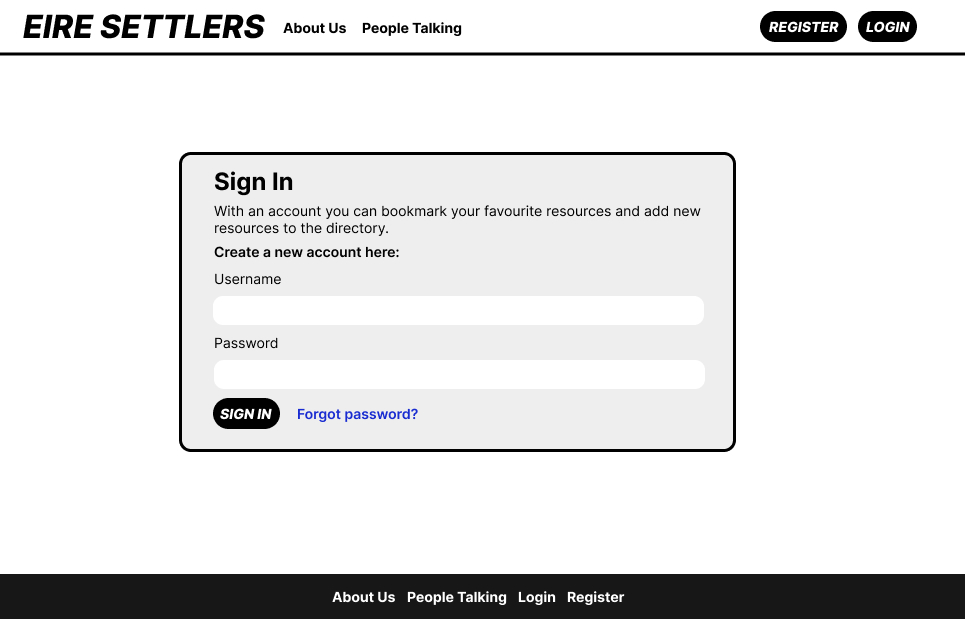 EIRE SETTLERS About Us People Talking REGISTER LOGIN
Sign In
With an account you can bookmark your favourite resources and add new
resources to the directory.
Create a new account here:
Username
Password
SIGN IN Forgot password?
About Us People Talking Login Register